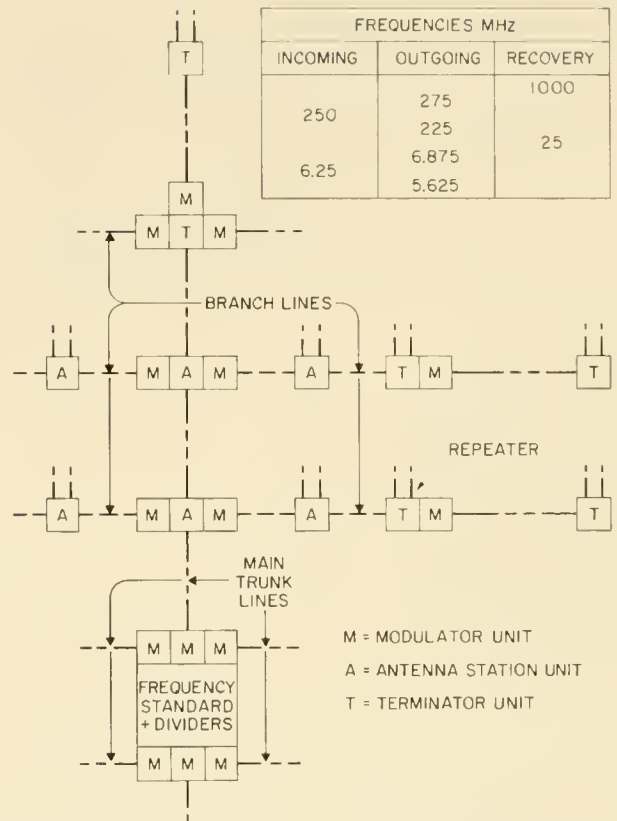 FREQUENCIES MHz
INCOMING OUTGOING RECOVERY
1000
275
250
225
25
6.875
6.25
5.625
T
M
M T M
BRANCH LINES
A M A M A T M T
REPEATER
A M A M A T M T
MAIN
TRUNK
LINES
M M M
FREQUENCY
STANDARD
+ DIVIDERS
M M M
M = MODULATOR UNIT
A = ANTENNA STATION UNIT
T = TERMINATOR UNIT